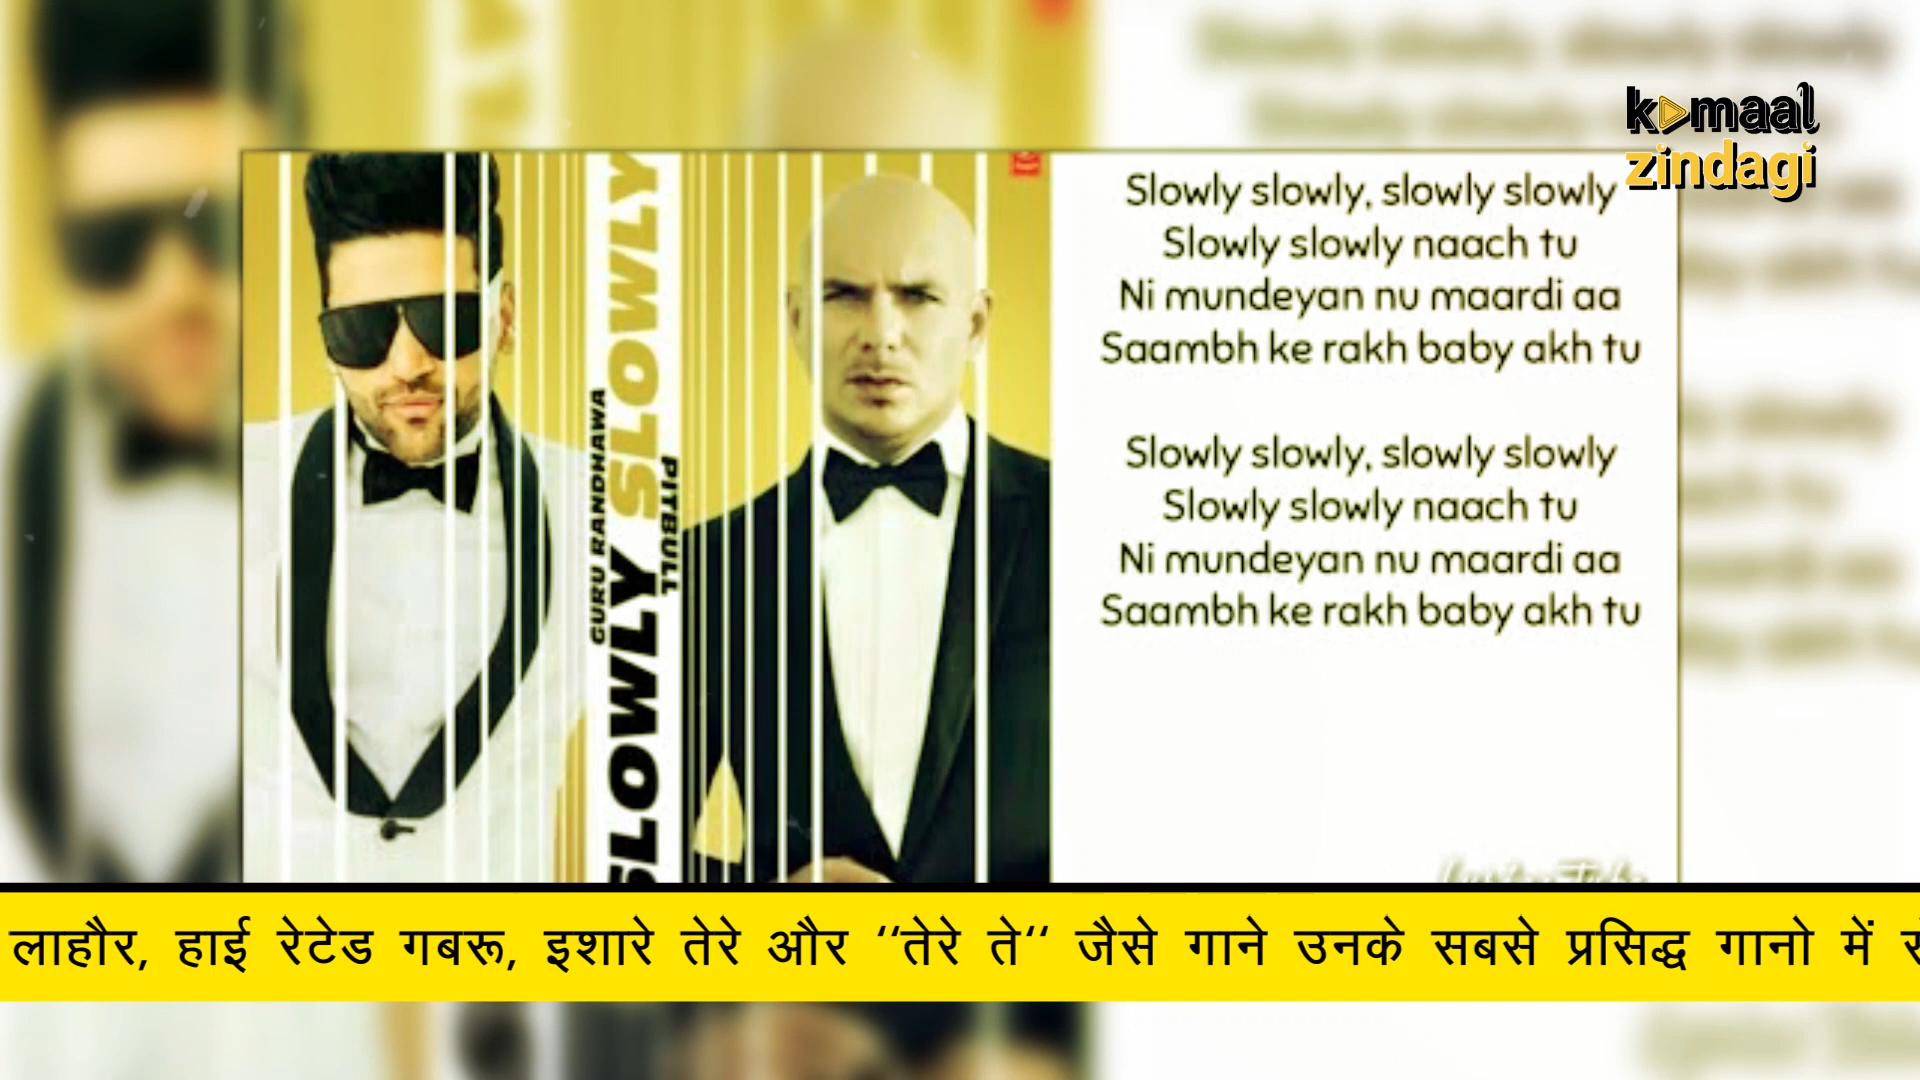 komaal
zindagi
SLOWLY SLOWLY
GURU RANDHAWA
PITBULL
Slowly slowly, slowly slowly
Slowly slowly naach tu
Ni mundeyan nu maardi aa
Saambh ke rakh baby akh tu
Slowly slowly, slowly slowly
Slowly slowly naach tu
Ni mundeyan nu maardi aa
Saambh ke rakh baby akh tu
लाहौर, हाई रेटेड गबरू, इशारे तेरे और ‘‘तेरे ते‘‘ जैसे गाने उनके सबसे प्रसिद्ध गानो में